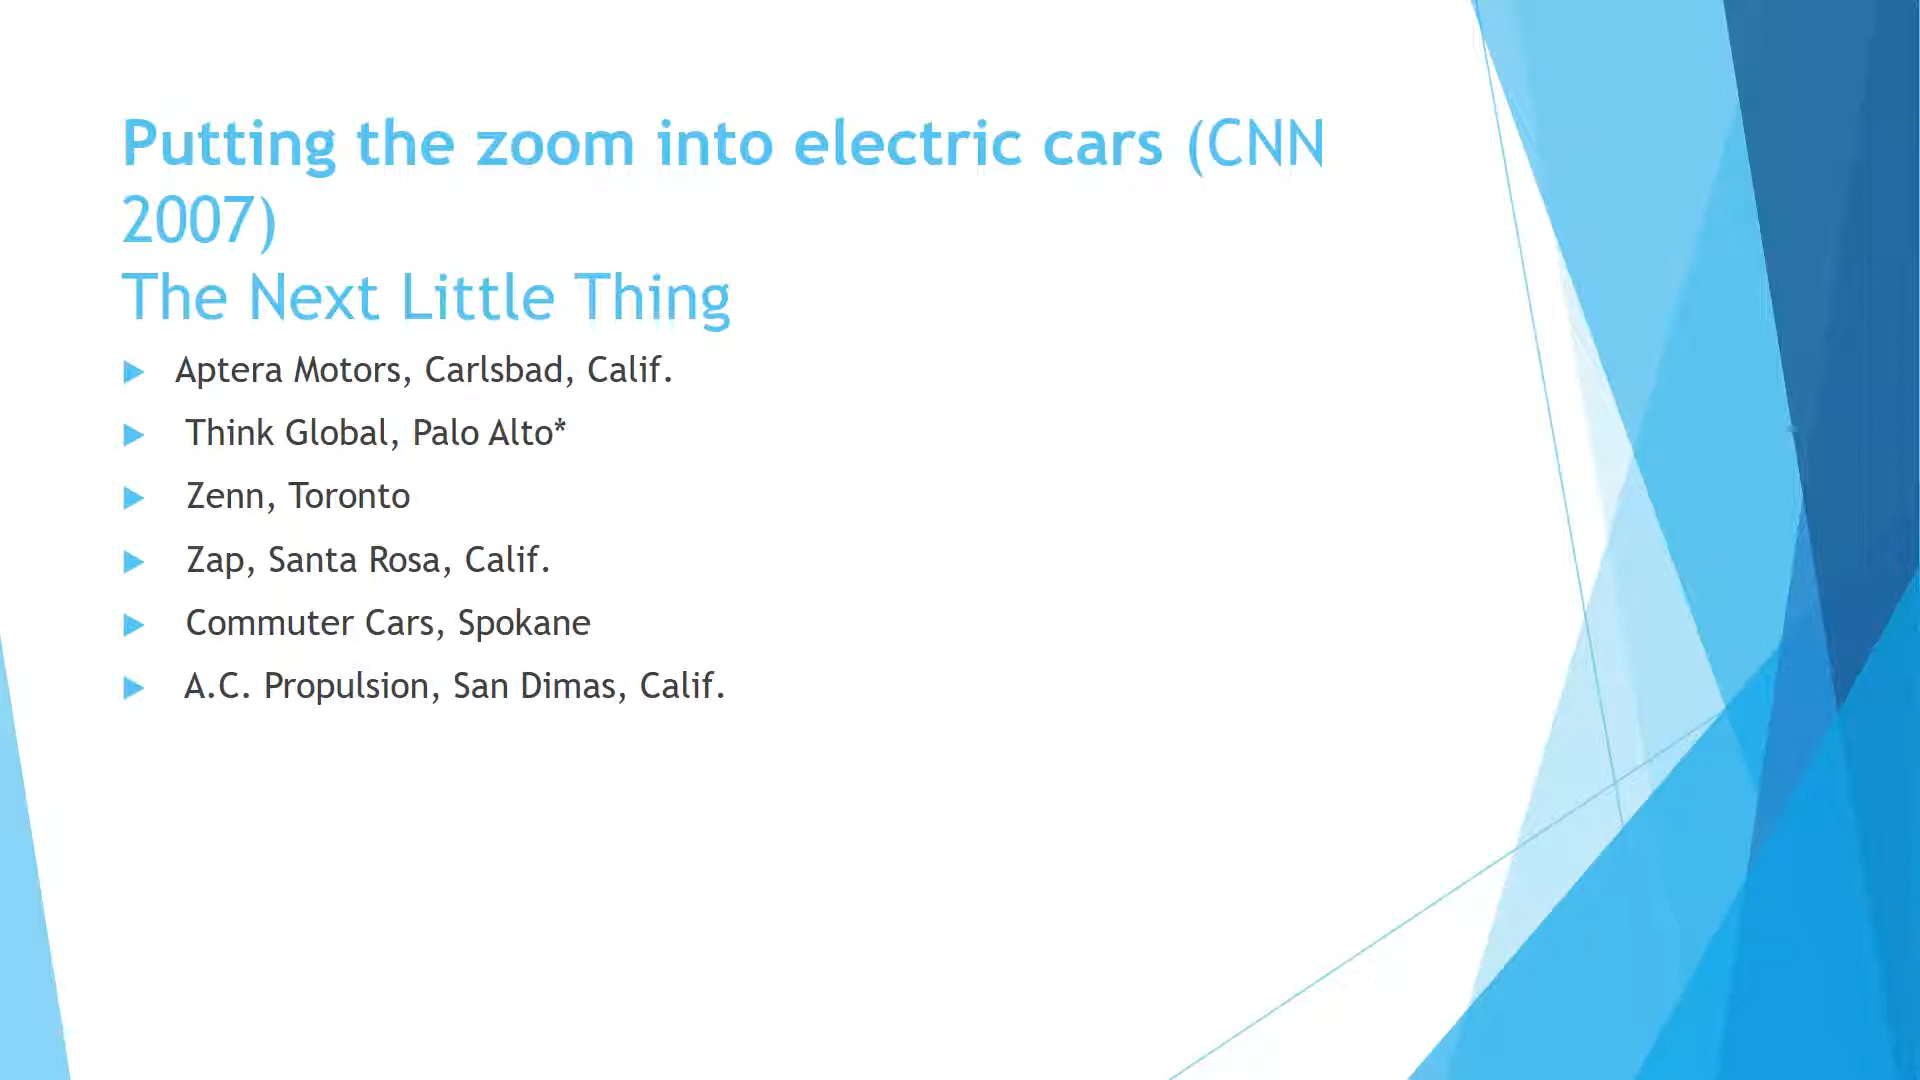 Putting the zoom into electric cars (CNN
2007)
The Next Little Thing
Aptera Motors, Carlsbad, Calif.
Think Global, Palo Alto*
Zenn, Toronto
Zap, Santa Rosa, Calif.
Commuter Cars, Spokane
A.C. Propulsion, San Dimas, Calif.